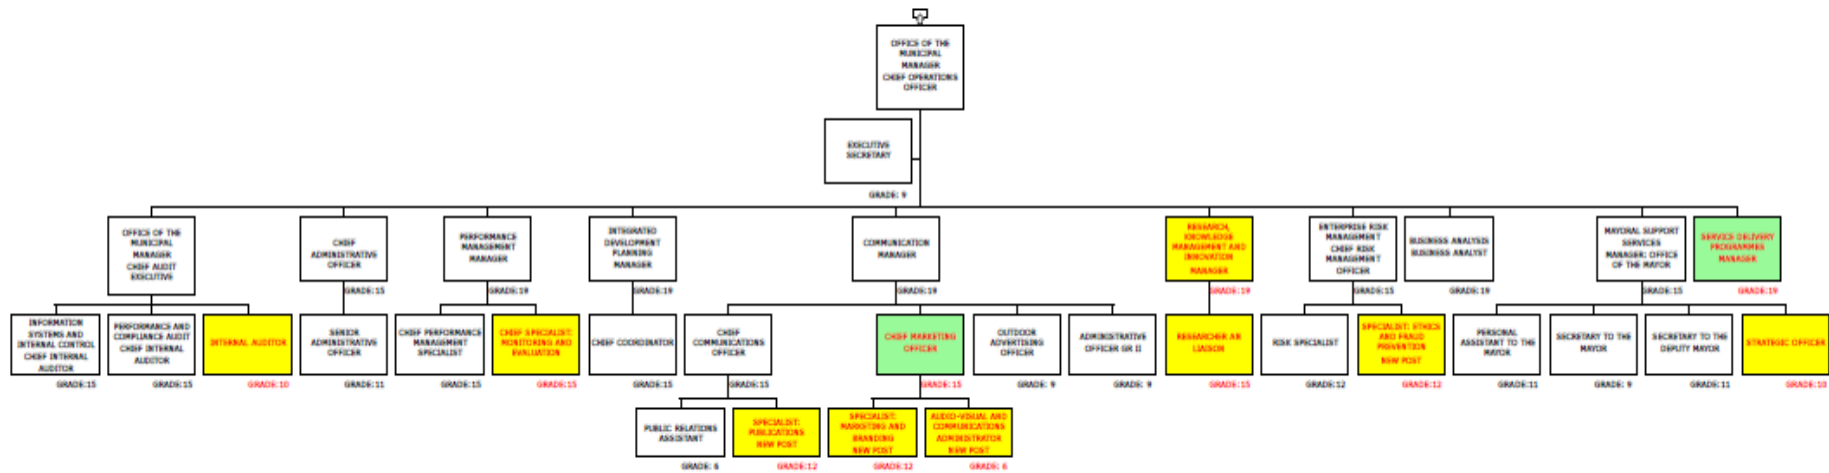 OFFICE OF THE
MUNICIPAL
MANAGER
CHIEF OPERATIONS
OFFICER
EXECUTIVE
SECRETARY
GRADE: 9
OFFICE OF THE
MUNICIPAL
MANAGER
CHIEF AUDIT
EXECUTIVE
CHIEF
ADMINISTRATIVE
OFFICER
GRADE:15
PERFORMANCE
MANAGEMENT
MANAGER
GRADE:19
INTEGRATED
DEVELOPMENT
PLANNING
MANAGER
GRADE:19
COMMUNICATION
MANAGER
GRADE:19
RESEARCH,
KNOWLEDGE
MANAGEMENT AND
INNOVATION
MANAGER
GRADE:19
ENTERPRISE RISK
MANAGEMENT
CHIEF RISK
MANAGEMENT
OFFICER
GRADE:15
BUSINESS ANALYSIS
BUSINESS ANALYST
GRADE:19
MAYORAL SUPPORT
SERVICES
MANAGER: OFFICE
OF THE MAYOR
GRADE:15
SERVICE DELIVERY
PROGRAMMES
MANAGER
GRADE:19
INFORMATION
SYSTEMS AND
INTERNAL CONTROL
CHIEF INTERNAL
AUDITOR
GRADE:15
PERFORMANCE AND
COMPLIANCE AUDIT
CHIEF INTERNAL
AUDITOR
GRADE:15
INTERNAL AUDITOR
GRADE:10
SENIOR
ADMINISTRATIVE
OFFICER
GRADE:11
CHIEF PERFORMANCE
MANAGEMENT
SPECIALIST
GRADE:15
CHIEF SPECIALIST:
MONITORING AND
EVALUATION
GRADE:15
CHIEF COORDINATOR
GRADE:15
CHIEF
COMMUNICATIONS
OFFICER
GRADE:15
CHIEF MARKETING
OFFICER
GRADE:15
OUTDOOR
ADVERTISING
OFFICER
GRADE: 9
ADMINISTRATIVE
OFFICER GR II
GRADE: 9
RESEARCHER AN
LIAISON
GRADE:15
RISK SPECIALIST
GRADE:12
SPECIALIST: ETHICS
AND FRAUD
PREVENTION
NEW POST
GRADE:12
PERSONAL
ASSISTANT TO THE
MAYOR
GRADE:11
SECRETARY TO THE
MAYOR
GRADE: 9
SECRETARY TO THE
DEPUTY MAYOR
GRADE:11
STRATEGIC OFFICER
GRADE:10
PUBLIC RELATIONS
ASSISTANT
GRADE: 6
SPECIALIST:
PUBLICATIONS
NEW POST
GRADE:12
SPECIALIST:
MARKETING AND
BRANDING
NEW POST
GRADE:12
AUDIO-VISUAL AND
COMMUNICATIONS
ADMINISTRATOR
NEW POST
GRADE: 6